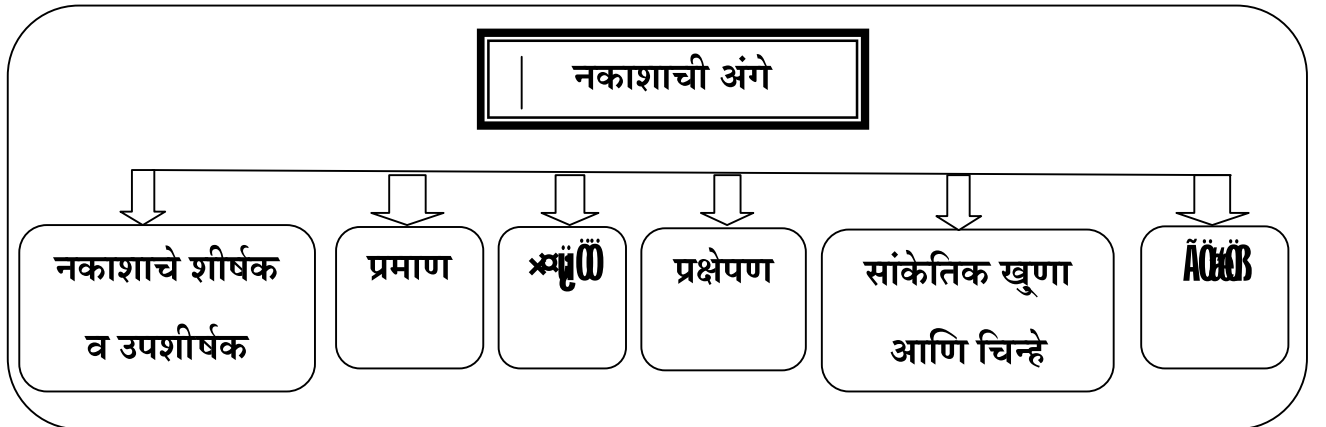 नकाशाची अंगे
नकाशाचे शीर्षक
व उपशीर्षक
प्रमाण
प्रक्षेपण
सांकेतिक खुणा
आणि चिन्हे